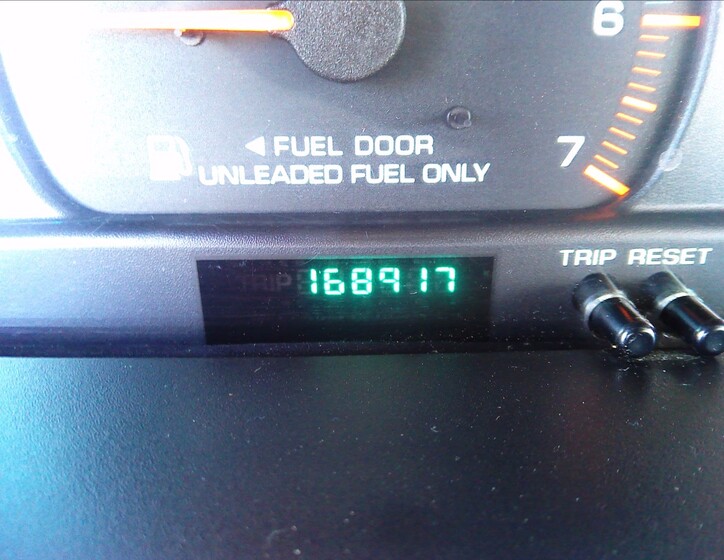 6
7
◄ FUEL DOOR
UNLEADED FUEL ONLY
TRIP RESET
TRIP 168917